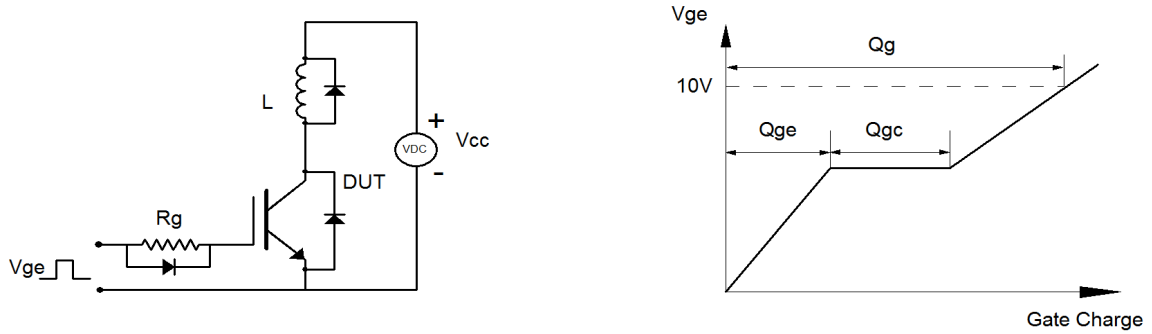 L
+
VDC
Vcc
-
DUT
Rg
Vge
Vge
Qg
10V
Qge
Qgc
Gate Charge